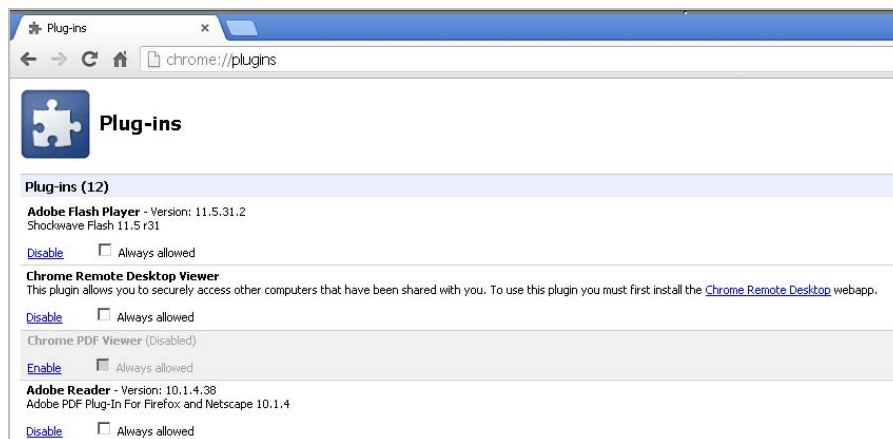 Plug-ins
chrome://plugins
Plug-ins
Plug-ins (12)
Adobe Flash Player - Version: 11.5.31.2
Shockwave Flash 11.5 r31
Disable Always allowed
Chrome Remote Desktop Viewer
This plugin allows you to securely access other computers that have been shared with you. To use this plugin you must first install the Chrome Remote Desktop webapp.
Disable Always allowed
Chrome PDF Viewer (Disabled)
Enable Always allowed
Adobe Reader - Version: 10.1.4.38
Adobe PDF Plug-In For Firefox and Netscape 10.1.4
Disable Always allowed